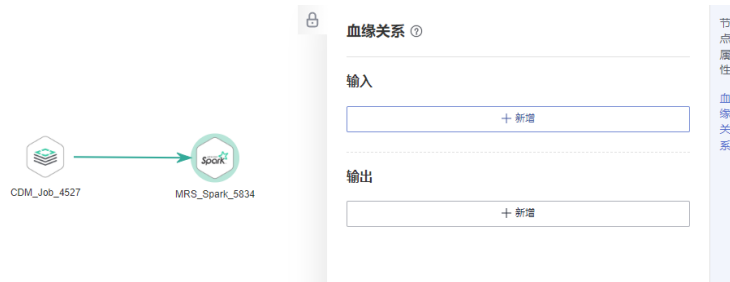 血缘关系
输入
＋ 新增
输出
＋ 新增
CDM_Job_4527
Spark
MRS_Spark_5834
节点属性
血缘关系